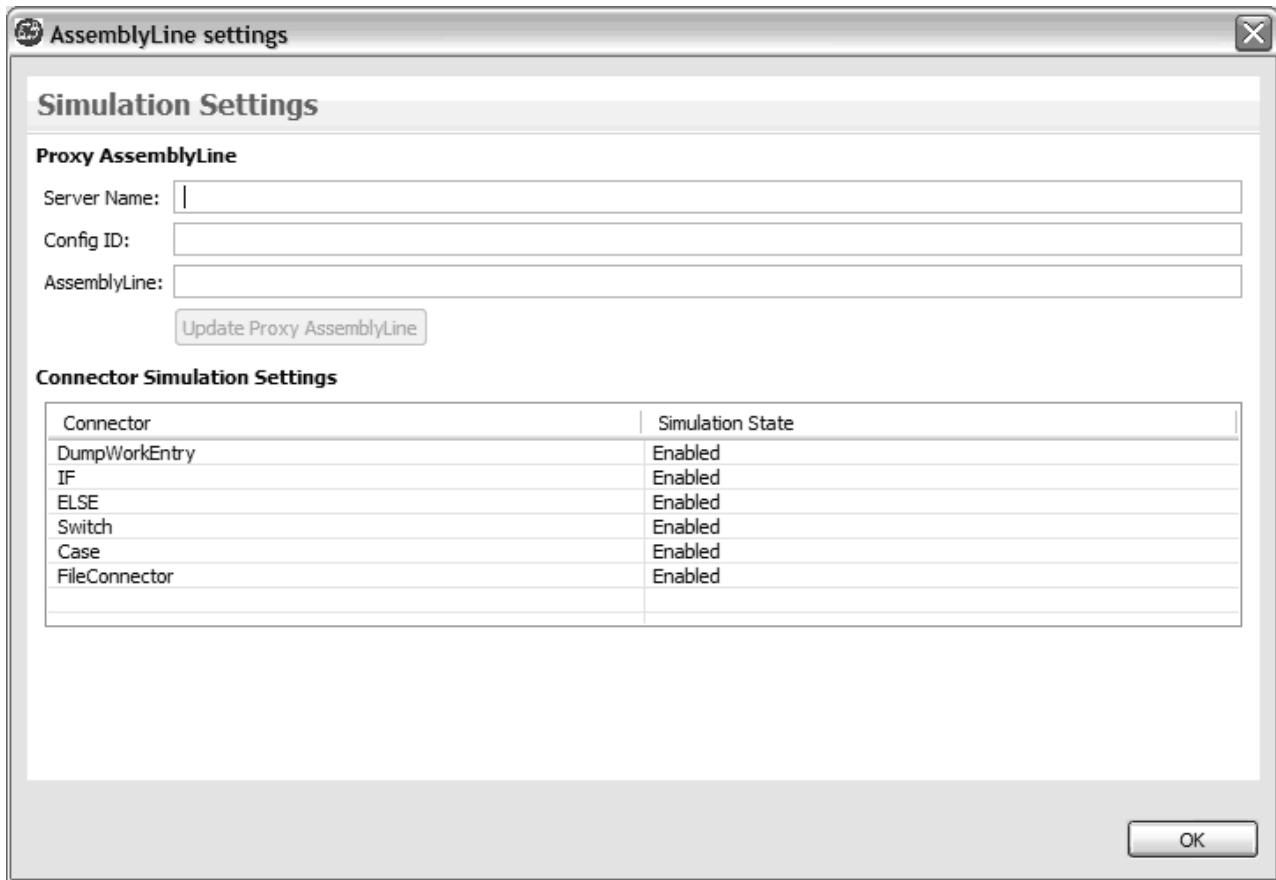 AssemblyLine settings
Simulation Settings
Proxy AssemblyLine
Server Name:
Config ID:
AssemblyLine:
Update Proxy AssemblyLine
Connector Simulation Settings
Connector Simulation State
DumpWorkEntry Enabled
IF Enabled
ELSE Enabled
Switch Enabled
Case Enabled
FileConnector Enabled
OK